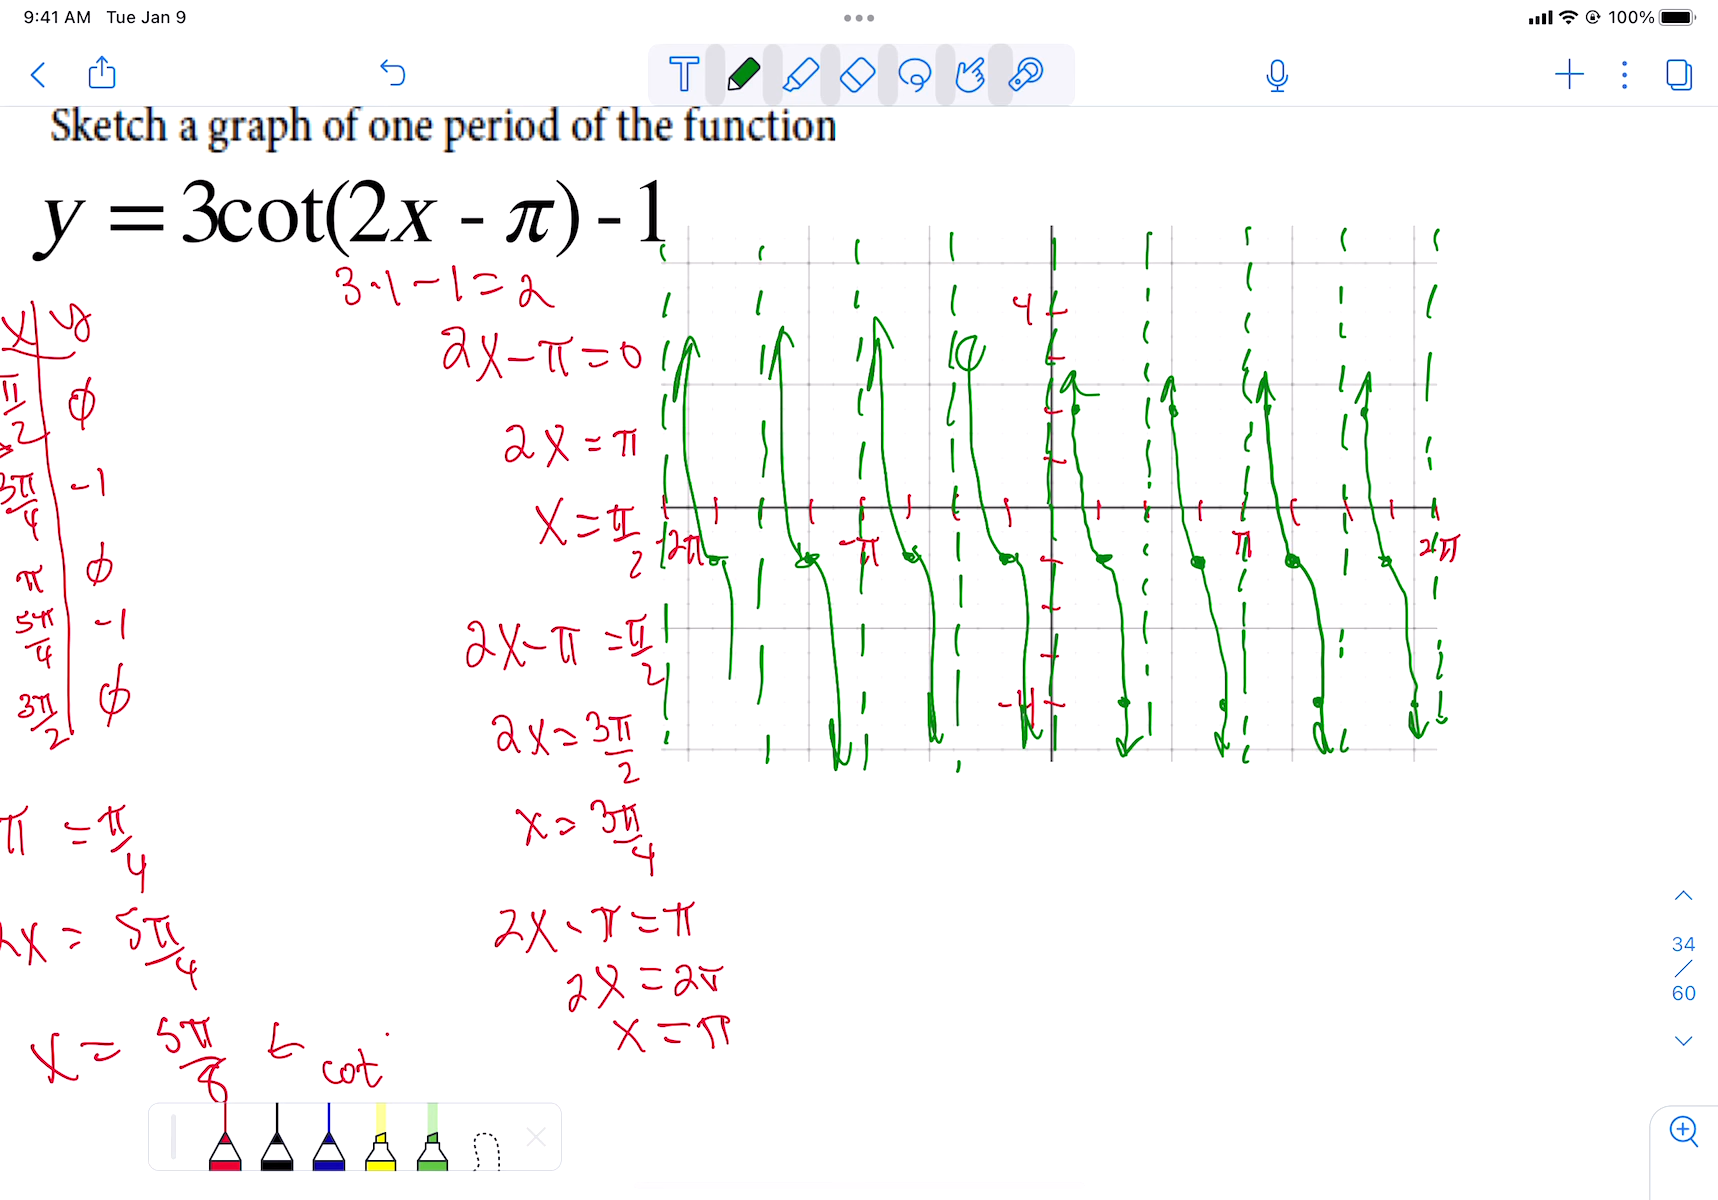 9:41 AM Tue Jan 9
100%
Sketch a graph of one period of the function
y = 3cot(2x - π) - 1
3·1 - 1 = 2
x y
π/2 ϕ
3π/4 -1
π ϕ
5π/4 -1
3π/2 ϕ
π = π/4
2x = 5π/4
x = 5π/8 ← cot
2x - π = 0
2x = π
x = π/2
2x - π = π/2
2x = 3π/2
x = 3π/4
2x - π = π
2x = 2π
x = π
4
-2π -π π 2π
-4
34
60